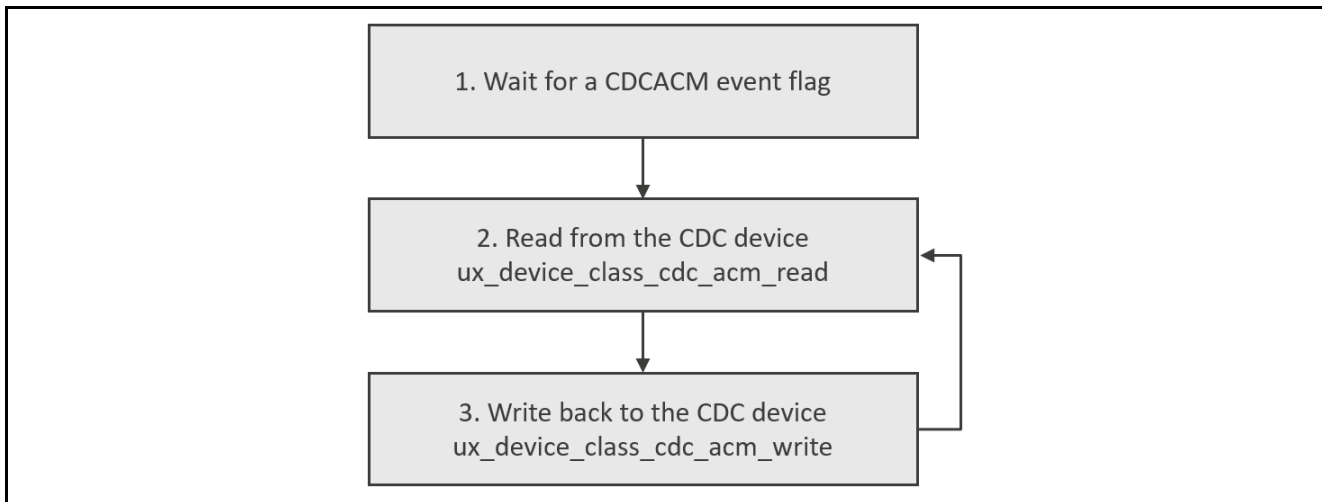 1. Wait for a CDCACM event flag
2. Read from the CDC device
ux_device_class_cdc_acm_read
3. Write back to the CDC device
ux_device_class_cdc_acm_write